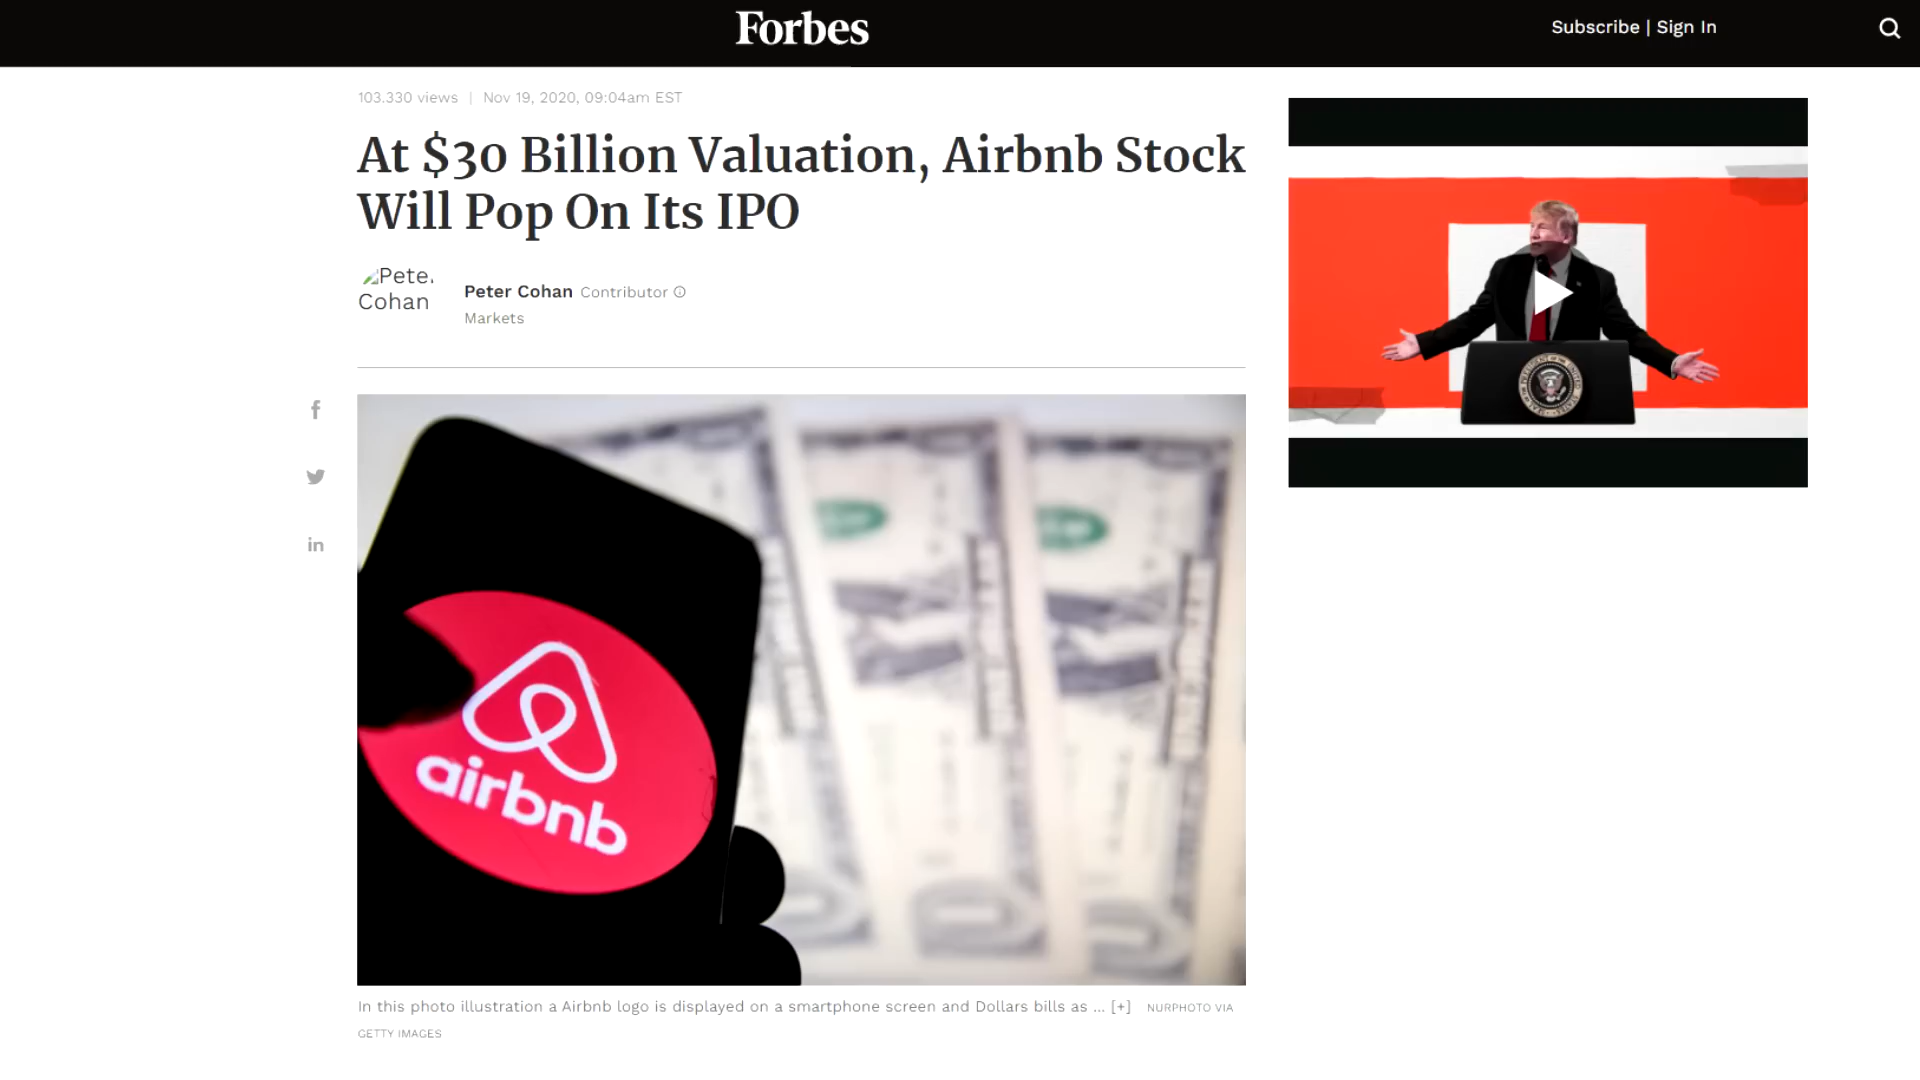 Forbes
Subscribe | Sign In
103.330 views | Nov 19, 2020, 09:04am EST
At $30 Billion Valuation, Airbnb Stock
Will Pop On Its IPO
Pete.
Cohan
Peter Cohan Contributor
Markets
airbnb
In this photo illustration a Airbnb logo is displayed on a smartphone screen and Dollars bills as ... [+] NURPHOTO VIA
GETTY IMAGES